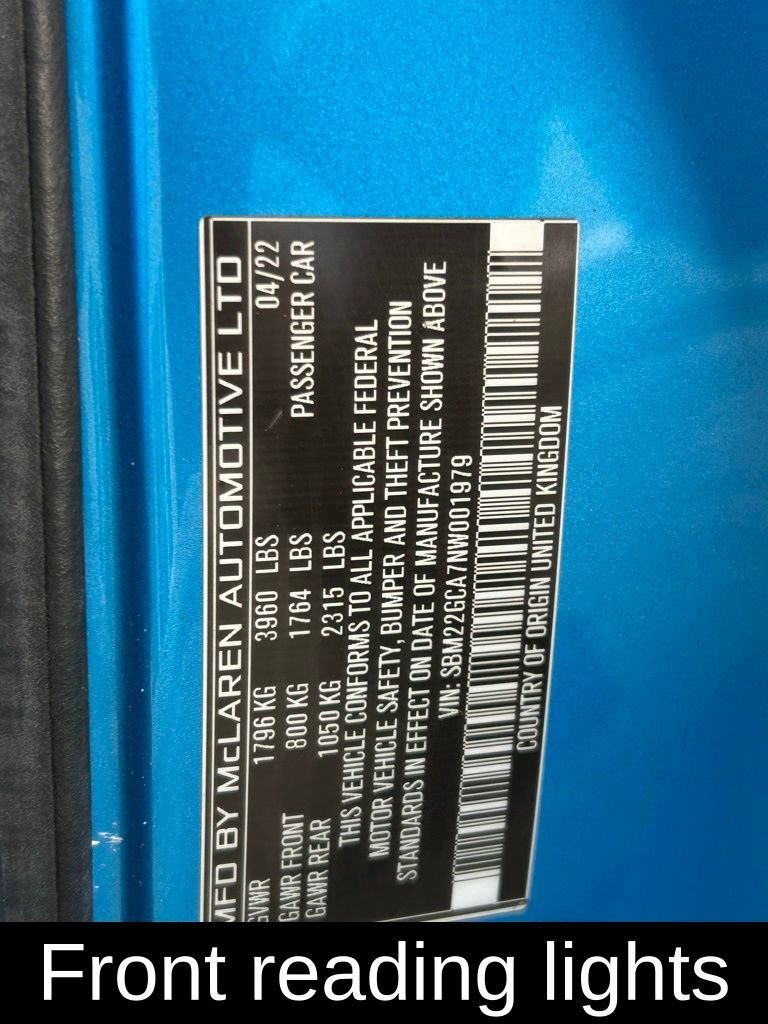 MFD BY McLAREN AUTOMOTIVE LTD
GVWR 1796 KG 3960 LBS 04/22
GAWR FRONT 800 KG 1764 LBS PASSENGER CAR
GAWR REAR 1050 KG 2315 LBS
THIS VEHICLE CONFORMS TO ALL APPLICABLE FEDERAL
MOTOR VEHICLE SAFETY, BUMPER AND THEFT PREVENTION
STANDARDS IN EFFECT ON DATE OF MANUFACTURE SHOWN ABOVE
VIN: SBM22GCA7NW001979
COUNTRY OF ORIGIN UNITED KINGDOM
Front reading lights